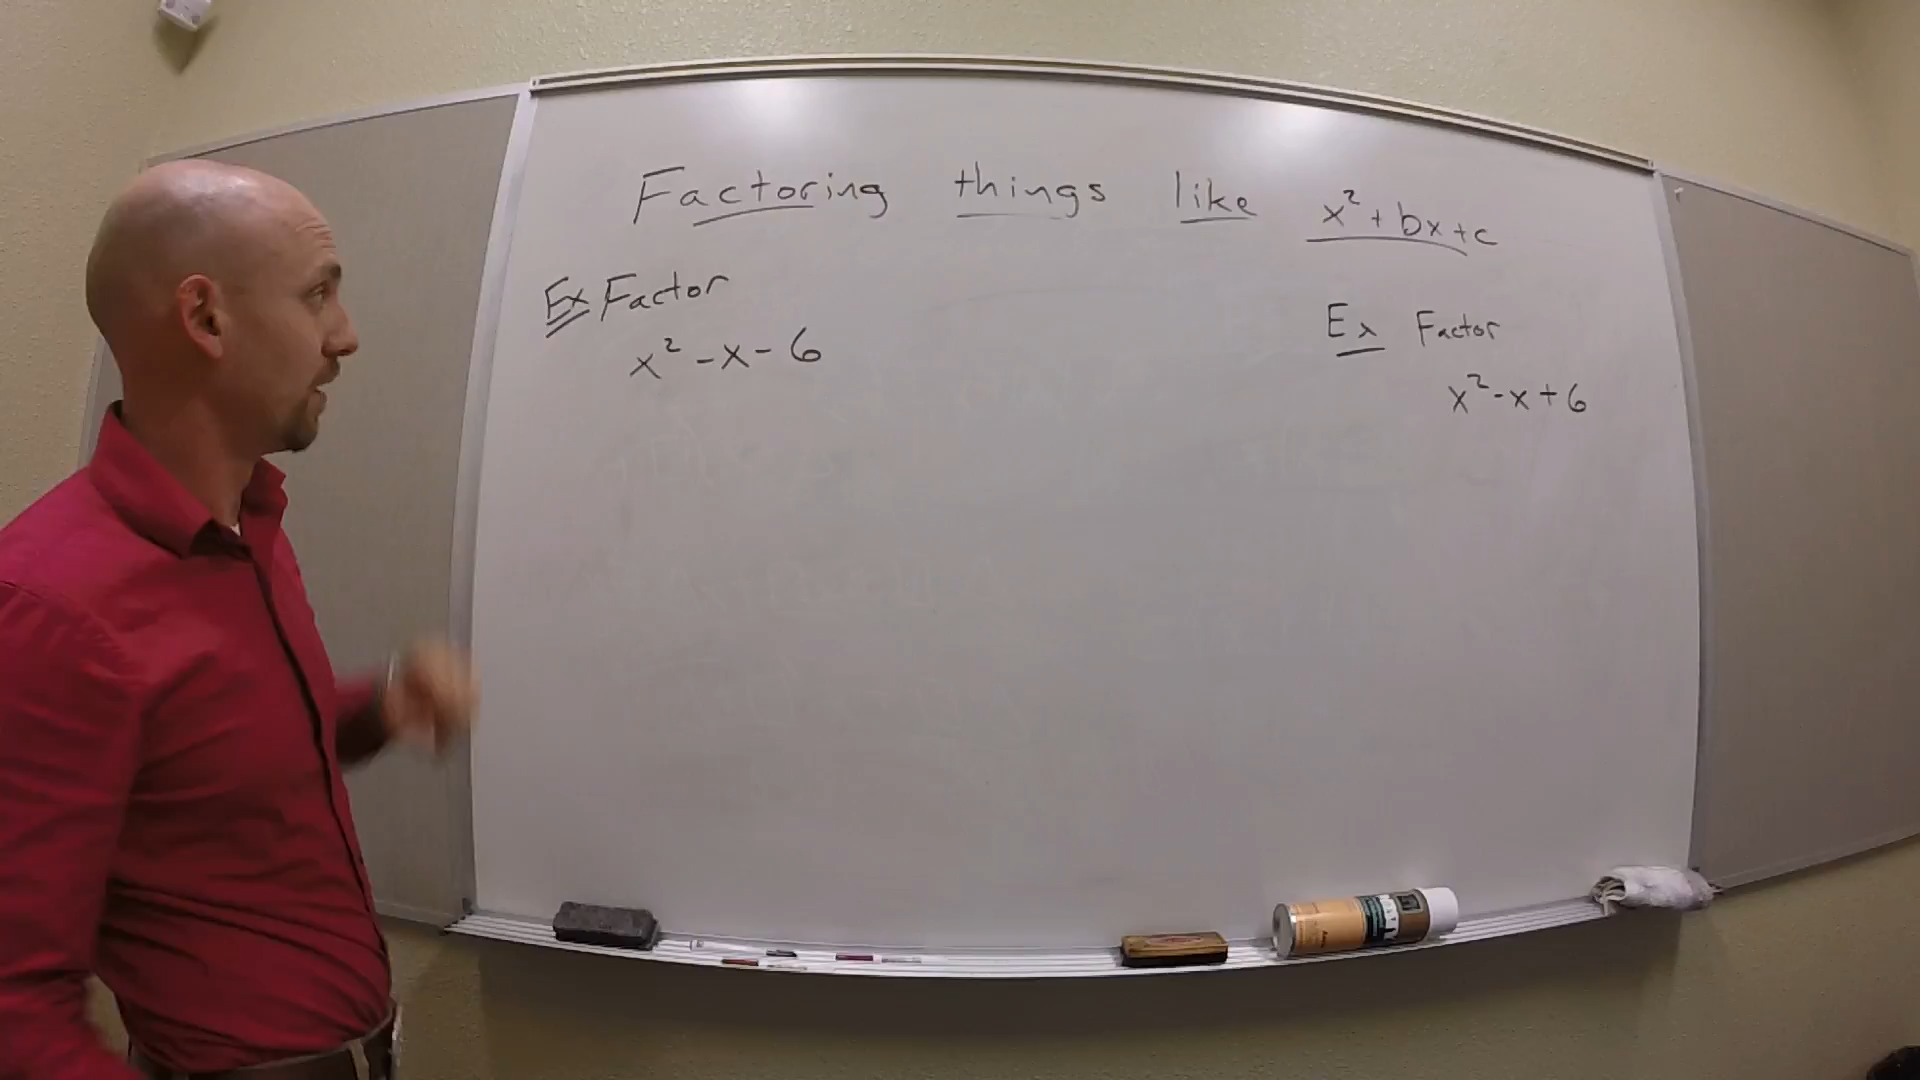 Factoring things like x² + bx + c
Ex Factor
x² - x - 6
Ex Factor
x² - x + 6